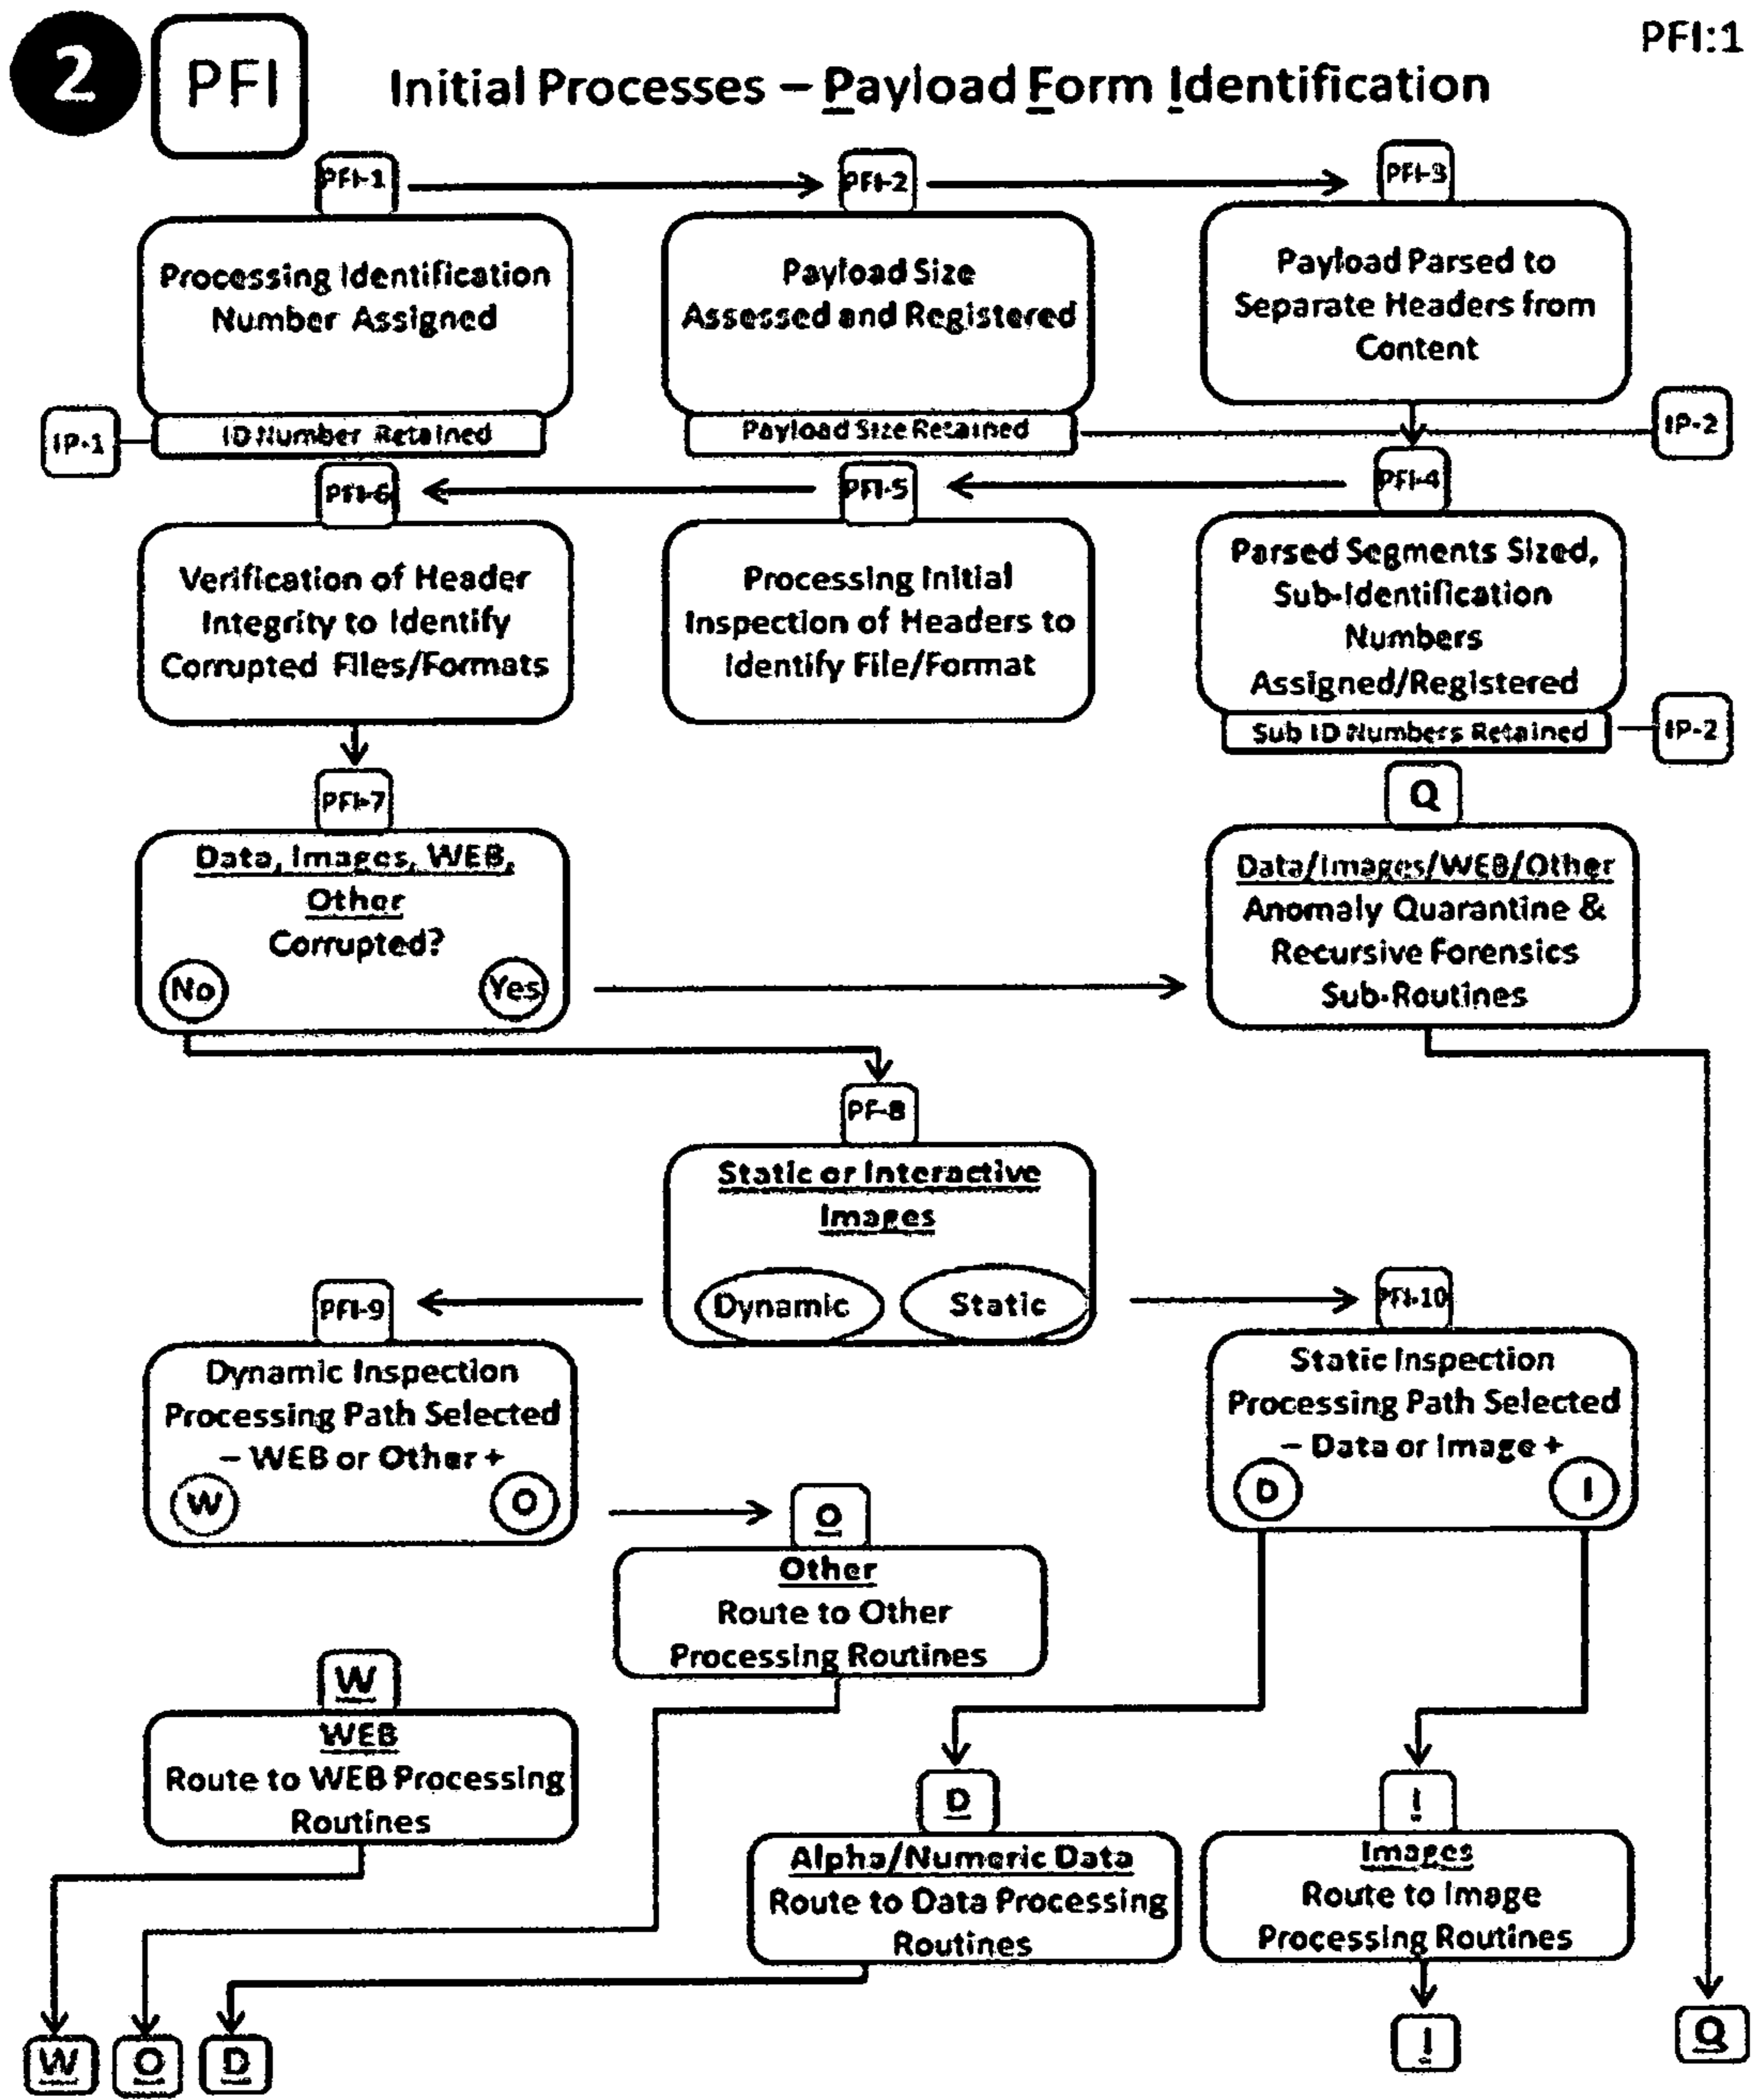 2
PFI
Initial Processes – Payload Form Identification
PFI:1
PFI-1
PFI-2
PFI-3
Processing Identification
Number Assigned
ID Number Retained
IP-1
Payload Size
Assessed and Registered
Payload Size Retained
IP-2
Payload Parsed to
Separate Headers from
Content
PFI-6
PFI-5
PFI-4
Verification of Header
Integrity to Identify
Corrupted Files/Formats
Processing Initial
Inspection of Headers to
Identify File/Format
Parsed Segments Sized,
Sub-Identification
Numbers
Assigned/Registered
Sub ID Numbers Retained
IP-2
PFI-7
Data, Images, WEB,
Other
Corrupted?
No
Yes
Q
Data/Images/WEB/Other
Anomaly Quarantine &
Recursive Forensics
Sub-Routines
PF-8
Static or Interactive
Images
Dynamic
Static
PFI-9
Dynamic Inspection
Processing Path Selected
– WEB or Other +
W
O
PFI-10
Static Inspection
Processing Path Selected
– Data or Image +
D
I
O
Other
Route to Other
Processing Routines
W
WEB
Route to WEB Processing
Routines
D
Alpha/Numeric Data
Route to Data Processing
Routines
I
Images
Route to Image
Processing Routines
W
O
D
I
Q